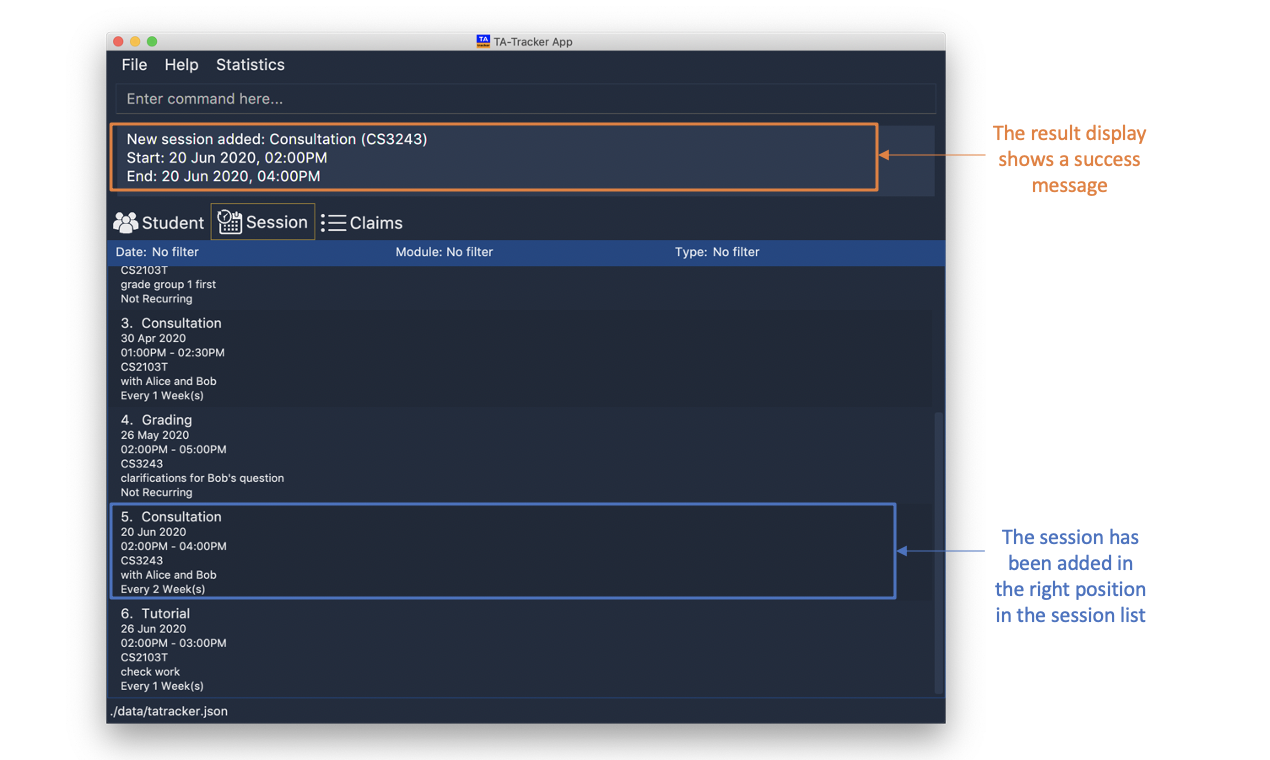 TA-Tracker App
File Help Statistics
Enter command here...
New session added: Consultation (CS3243)
Start: 20 Jun 2020, 02:00PM
End: 20 Jun 2020, 04:00PM
The result display
shows a success
message
Student Session Claims
Date: No filter Module: No filter Type: No filter
CS2103T
grade group 1 first
Not Recurring
3. Consultation
30 Apr 2020
01:00PM - 02:30PM
CS2103T
with Alice and Bob
Every 1 Week(s)
4. Grading
26 May 2020
02:00PM - 05:00PM
CS3243
clarifications for Bob's question
Not Recurring
5. Consultation
20 Jun 2020
02:00PM - 04:00PM
CS3243
with Alice and Bob
Every 2 Week(s)
The session has
been added in
the right position
in the session list
6. Tutorial
26 Jun 2020
02:00PM - 03:00PM
CS2103T
check work
Every 1 Week(s)
./data/tatracker.json